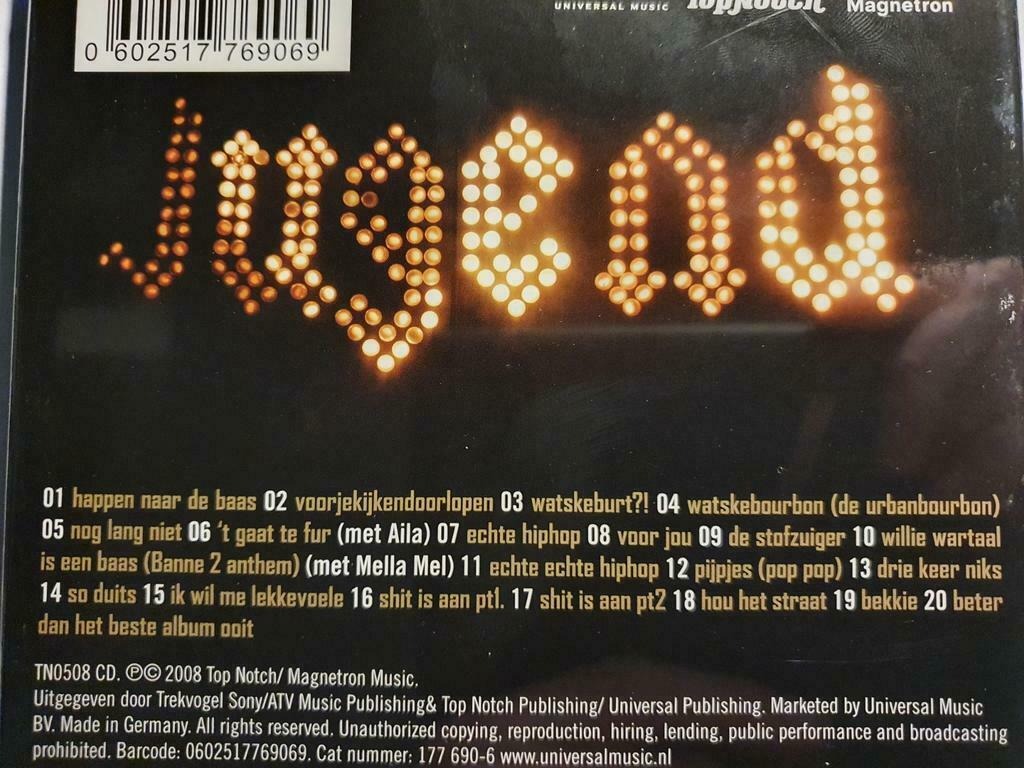 UNIVERSAL MUSIC TopNotch Magnetron
0 602517 769069
Jugend
01 happen naar de baas 02 voorjekijkendoorlopen 03 watskeburt?! 04 watskebourbon (de urbanbourbon)
05 nog lang niet 06 't gaat te fur (met Aila) 07 echte hiphop 08 voor jou 09 de stofzuiger 10 willie wartaal
is een baas (Banne 2 anthem) (met Mella Mel) 11 echte echte hiphop 12 pijpjes (pop pop) 13 drie keer niks
14 so duits 15 ik wil me lekkevoele 16 shit is aan pt1. 17 shit is aan pt2 18 hou het straat 19 bekkie 20 beter
dan het beste album ooit
TN0508 CD. ℗© 2008 Top Notch/ Magnetron Music.
Uitgegeven door Trekvogel Sony/ATV Music Publishing& Top Notch Publishing/ Universal Publishing. Marketed by Universal Music
BV. Made in Germany. All rights reserved. Unauthorized copying, reproduction, hiring, lending, public performance and broadcasting
prohibited. Barcode: 0602517769069. Cat number: 177 690-6 www.universalmusic.nl